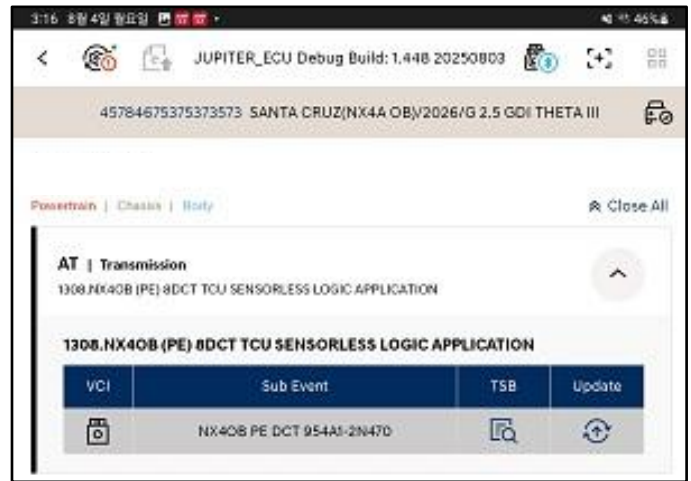 3:16 8월 4일 월요일 46%
JUPITER_ECU Debug Build: 1.448 20250803
45784675375373573 SANTA CRUZ(NX4A OB)/2026/G 2.5 GDI THETA III
Powertrain | Chassis | Body
Close All
AT | Transmission
1308.NX4OB (PE) 8DCT TCU SENSORLESS LOGIC APPLICATION
1308.NX4OB (PE) 8DCT TCU SENSORLESS LOGIC APPLICATION
VCI Sub Event TSB Update
NX4OB PE DCT 954A1-2N470